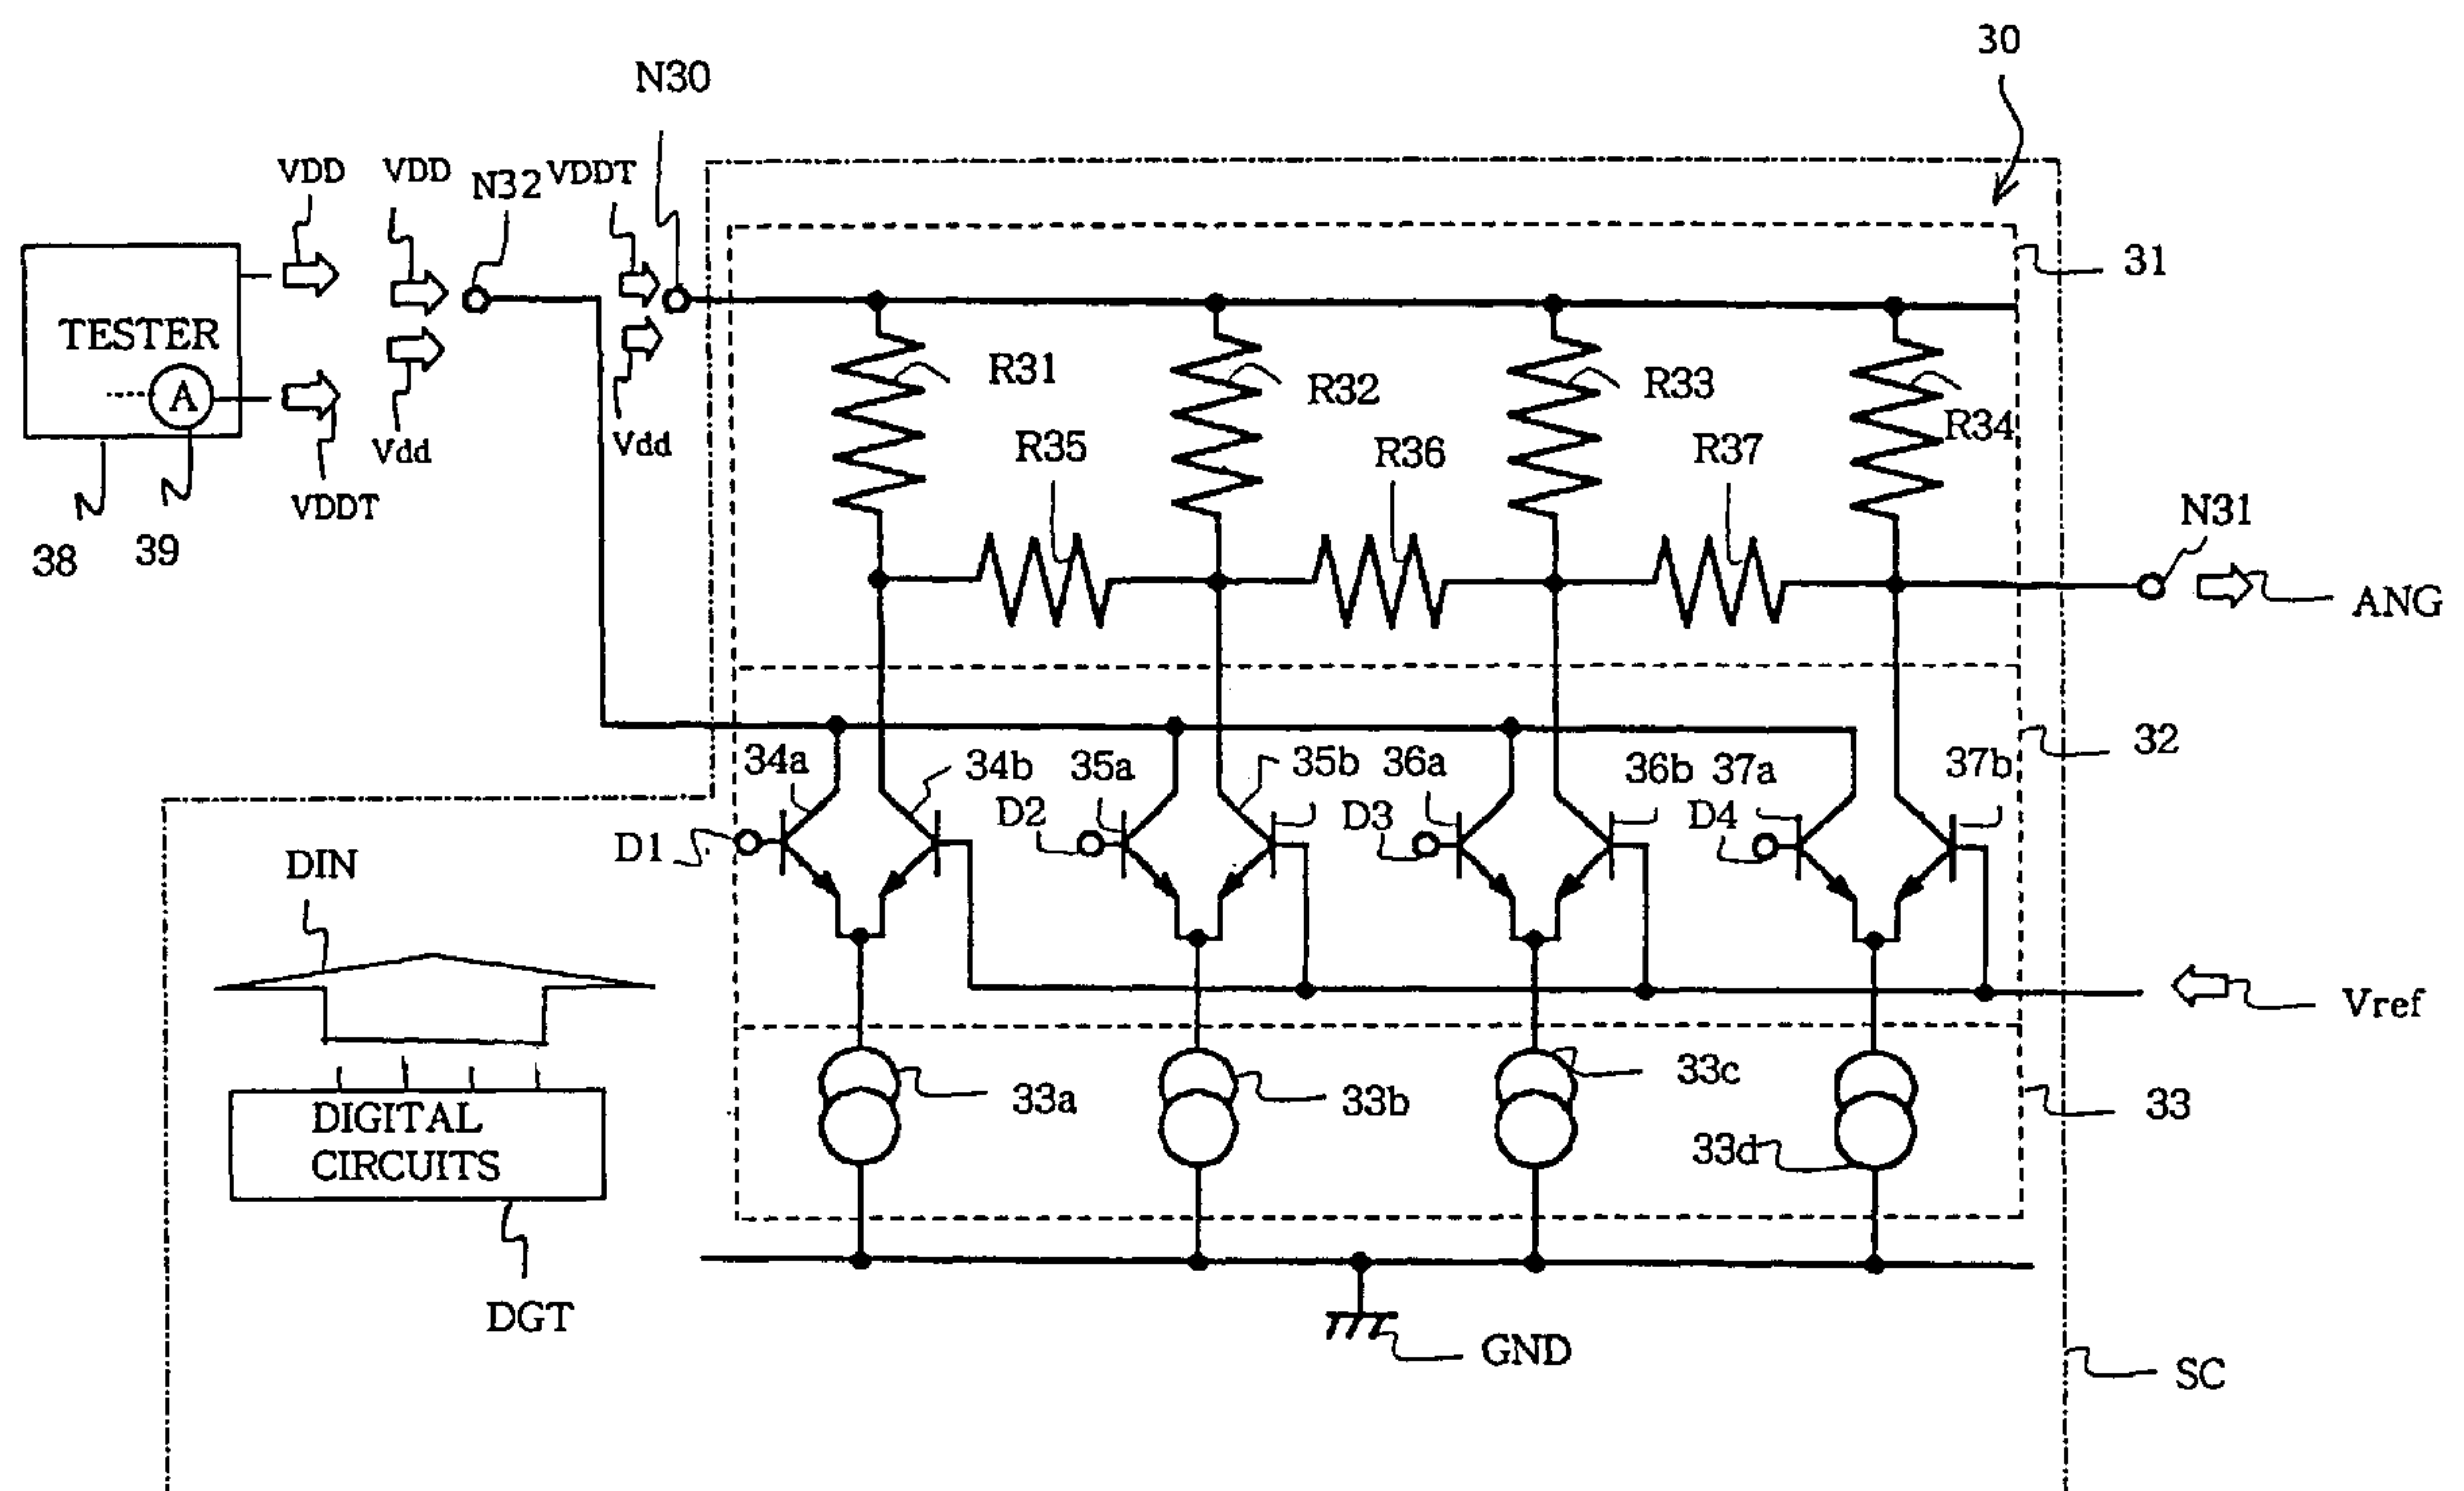 30
N30
VDD
VDD
N32
VDDT
31
TESTER
A
R31
R32
R33
R34
R35
R36
R37
Vdd
Vdd
VDDT
N31
38
39
ANG
34a
34b
35a
35b
36a
36b
37a
37b
32
D1
D2
D3
D4
DIN
Vref
33a
33b
33c
33d
33
DIGITAL
CIRCUITS
DGT
GND
SC